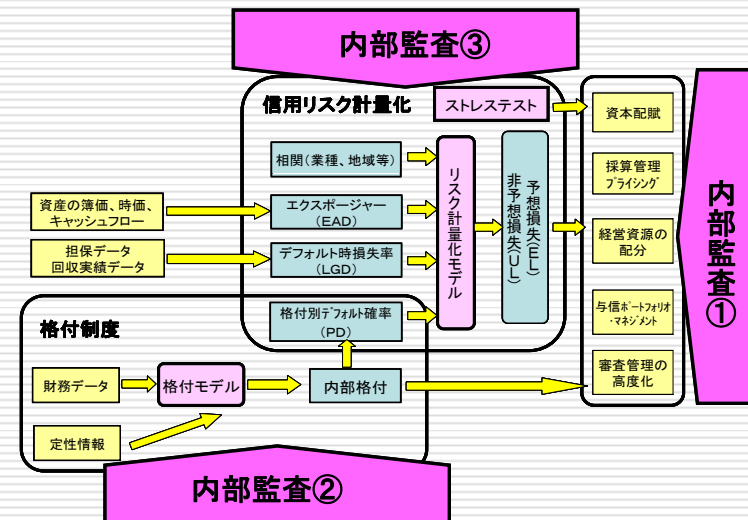 内部監査③
信用リスク計量化
ストレステスト
資本配賦
相関(業種、地域等)
採算管理
プライシング
資産の簿価、時価、
キャッシュフロー
エクスポージャー
(EAD)
リスク計量化モデル
予想損失(EL)
非予想損失(UL)
経営資源の
配分
内部監査①
担保データ
回収実績データ
デフォルト時損失率
(LGD)
格付別デフォルト確率
(PD)
与信ポートフォリオ
・マネジメント
格付制度
財務データ
格付モデル
内部格付
審査管理の
高度化
定性情報
内部監査②